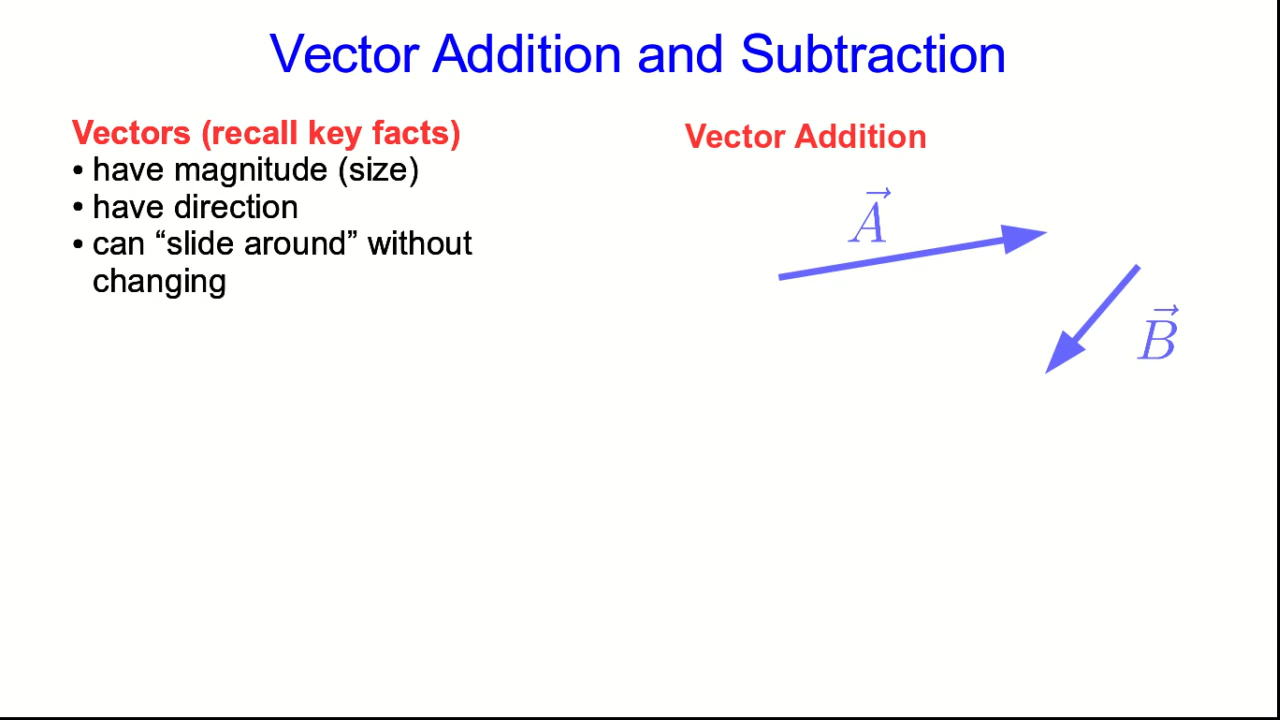 Vector Addition and Subtraction
Vectors (recall key facts)
• have magnitude (size)
• have direction
• can “slide around” without
changing
Vector Addition
A⃗
B⃗